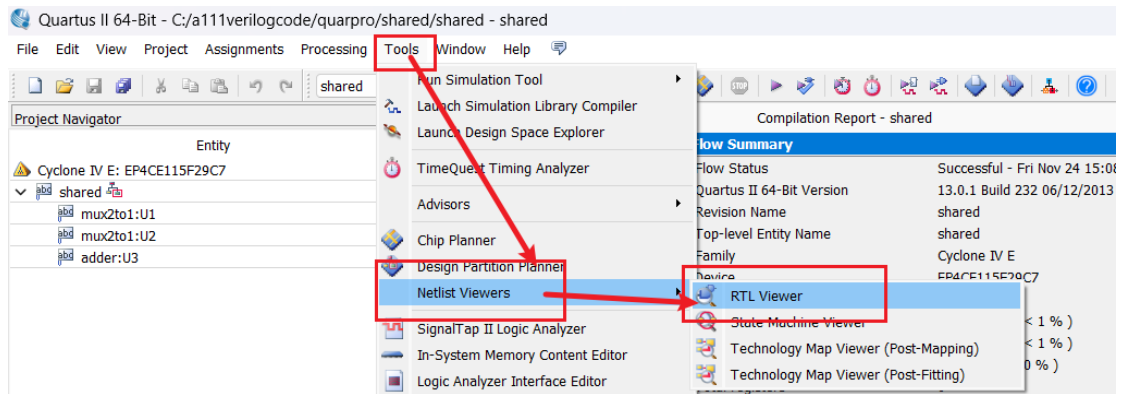 Quartus II 64-Bit - C:/a111verilogcode/quarpro/shared/shared - shared
File Edit View Project Assignments Processing Tools Window Help
shared
Run Simulation Tool
Launch Simulation Library Compiler
Launch Design Space Explorer
TimeQuest Timing Analyzer
Advisors
Chip Planner
Design Partition Planner
Netlist Viewers
SignalTap II Logic Analyzer
In-System Memory Content Editor
Logic Analyzer Interface Editor
Project Navigator
Entity
Cyclone IV E: EP4CE115F29C7
shared
mux2to1:U1
mux2to1:U2
adder:U3
STOP
Compilation Report - shared
Flow Summary
Flow Status Successful - Fri Nov 24 15:08
Quartus II 64-Bit Version 13.0.1 Build 232 06/12/2013
Revision Name shared
Top-level Entity Name shared
Family Cyclone IV E
Device EP4CE115F29C7
RTL Viewer
State Machine Viewer
Technology Map Viewer (Post-Mapping)
Technology Map Viewer (Post-Fitting)
< 1 % )
< 1 % )
0 % )